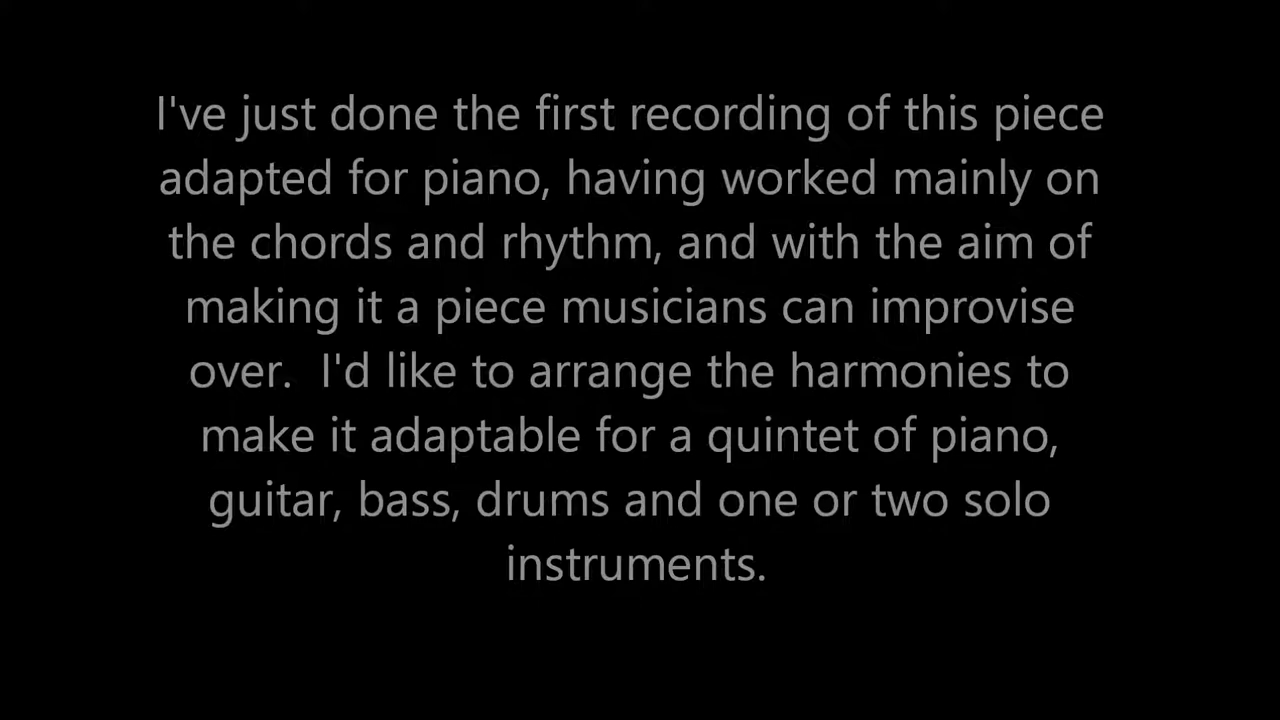 I've just done the first recording of this piece
adapted for piano, having worked mainly on
the chords and rhythm, and with the aim of
making it a piece musicians can improvise
over.  I'd like to arrange the harmonies to
make it adaptable for a quintet of piano,
guitar, bass, drums and one or two solo
instruments.